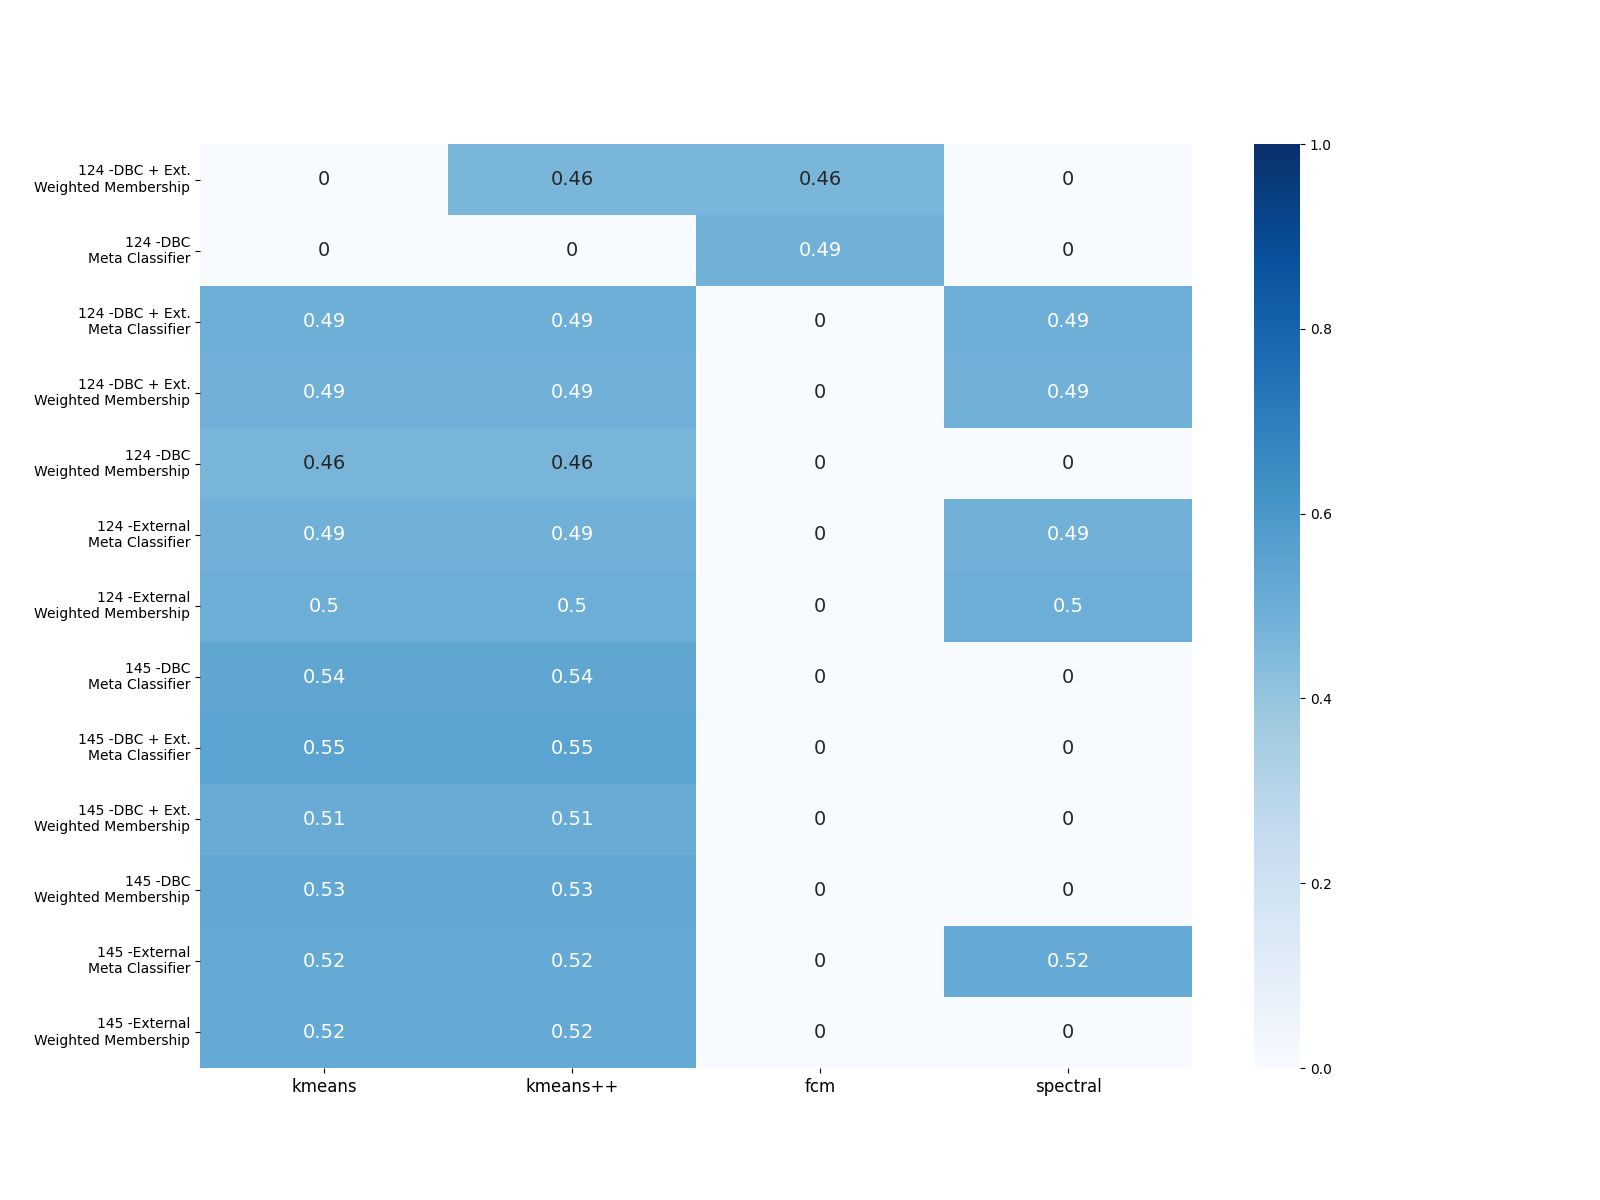 124 -DBC + Ext.
Weighted Membership
0 0.46 0.46 0
124 -DBC
Meta Classifier
0 0 0.49 0
124 -DBC + Ext.
Meta Classifier
0.49 0.49 0 0.49
124 -DBC + Ext.
Weighted Membership
0.49 0.49 0 0.49
124 -DBC
Weighted Membership
0.46 0.46 0 0
124 -External
Meta Classifier
0.49 0.49 0 0.49
124 -External
Weighted Membership
0.5 0.5 0 0.5
145 -DBC
Meta Classifier
0.54 0.54 0 0
145 -DBC + Ext.
Meta Classifier
0.55 0.55 0 0
145 -DBC + Ext.
Weighted Membership
0.51 0.51 0 0
145 -DBC
Weighted Membership
0.53 0.53 0 0
145 -External
Meta Classifier
0.52 0.52 0 0.52
145 -External
Weighted Membership
0.52 0.52 0 0
kmeans kmeans++ fcm spectral
1.0
0.8
0.6
0.4
0.2
0.0